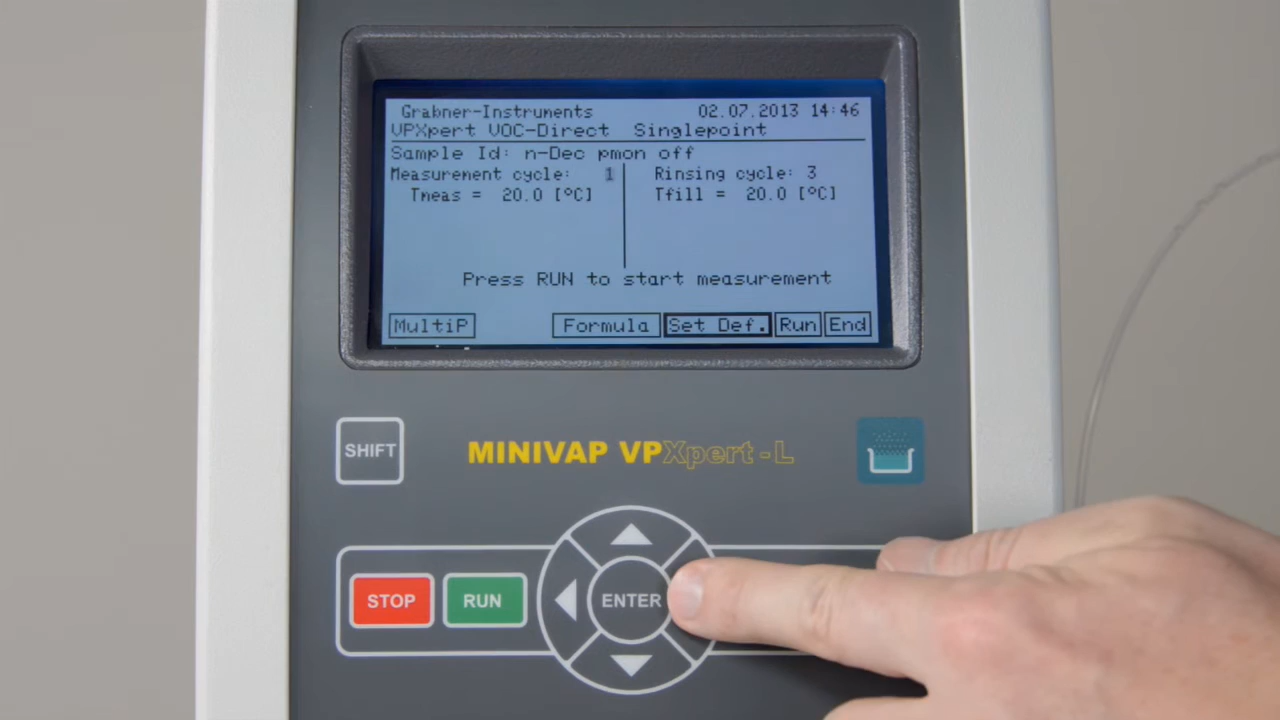 Grabner-Instruments 02.07.2013 14:46
VPXpert VOC-Direct Singlepoint
Sample Id: n-Dec pmon off
Measurement cycle: 1 Rinsing cycle: 3
Tmeas = 20.0 [°C] Tfill = 20.0 [°C]
Press RUN to start measurement
MultiP Formula Set Def. Run End
SHIFT MINIVAP VPXpert-L
STOP RUN ENTER